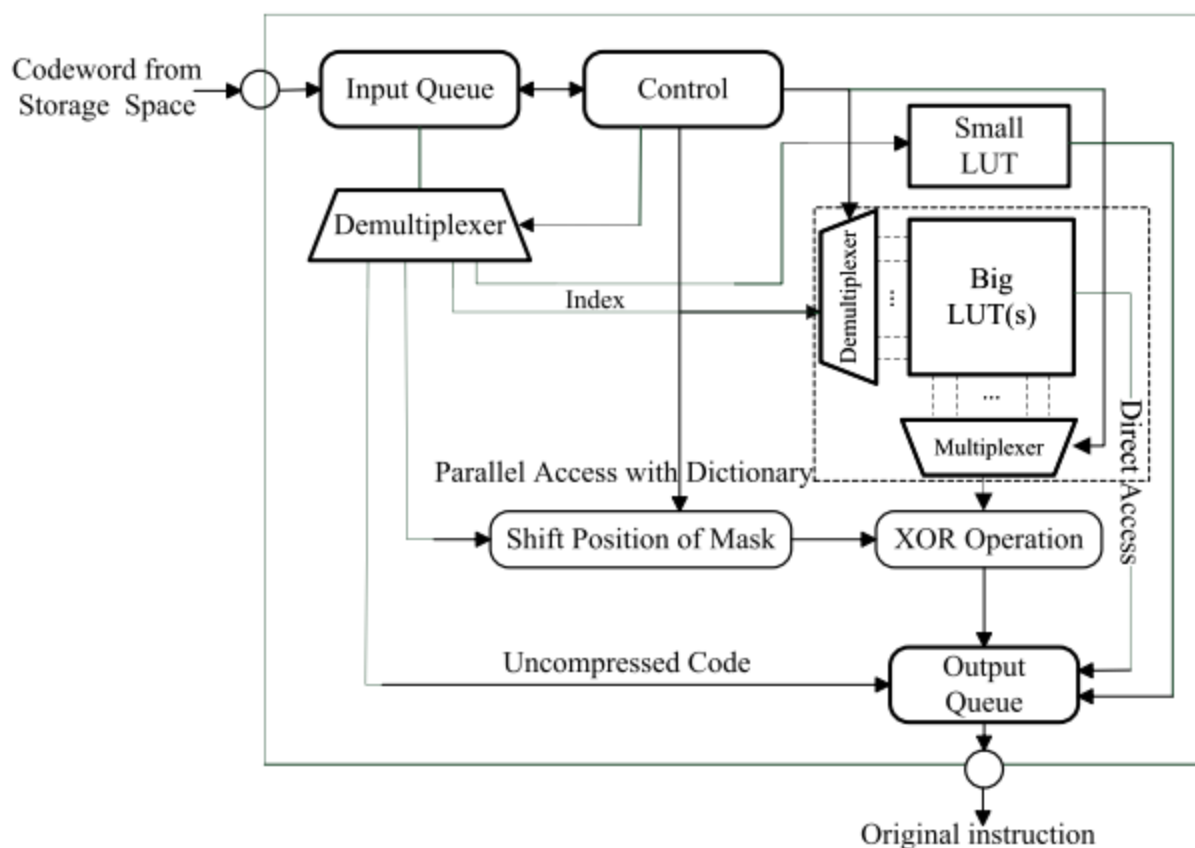 Codeword from
Storage Space
Input Queue
Control
Small
LUT
Demultiplexer
Demultiplexer
...
Big
LUT(s)
Index
...
Multiplexer
Direct Access
Parallel Access with Dictionary
Shift Position of Mask
XOR Operation
Uncompressed Code
Output
Queue
Original instruction